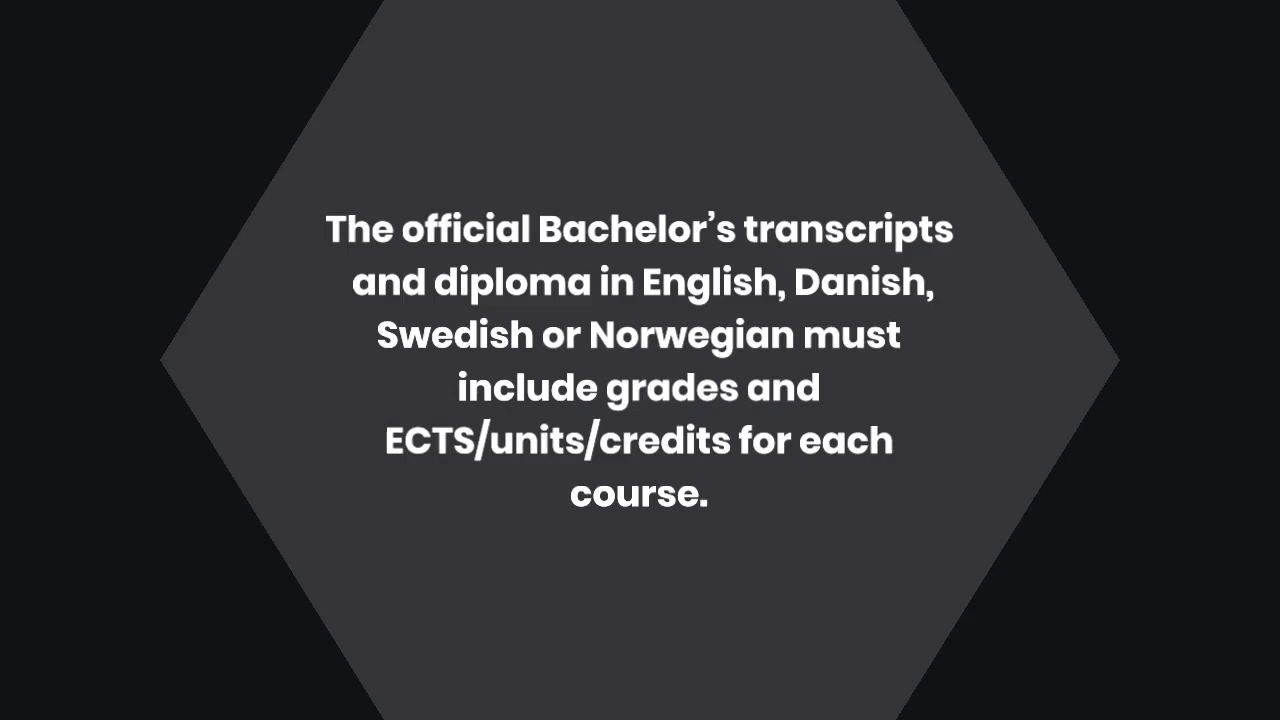 The official Bachelor’s transcripts
and diploma in English, Danish,
Swedish or Norwegian must
include grades and
ECTS/units/credits for each
course.